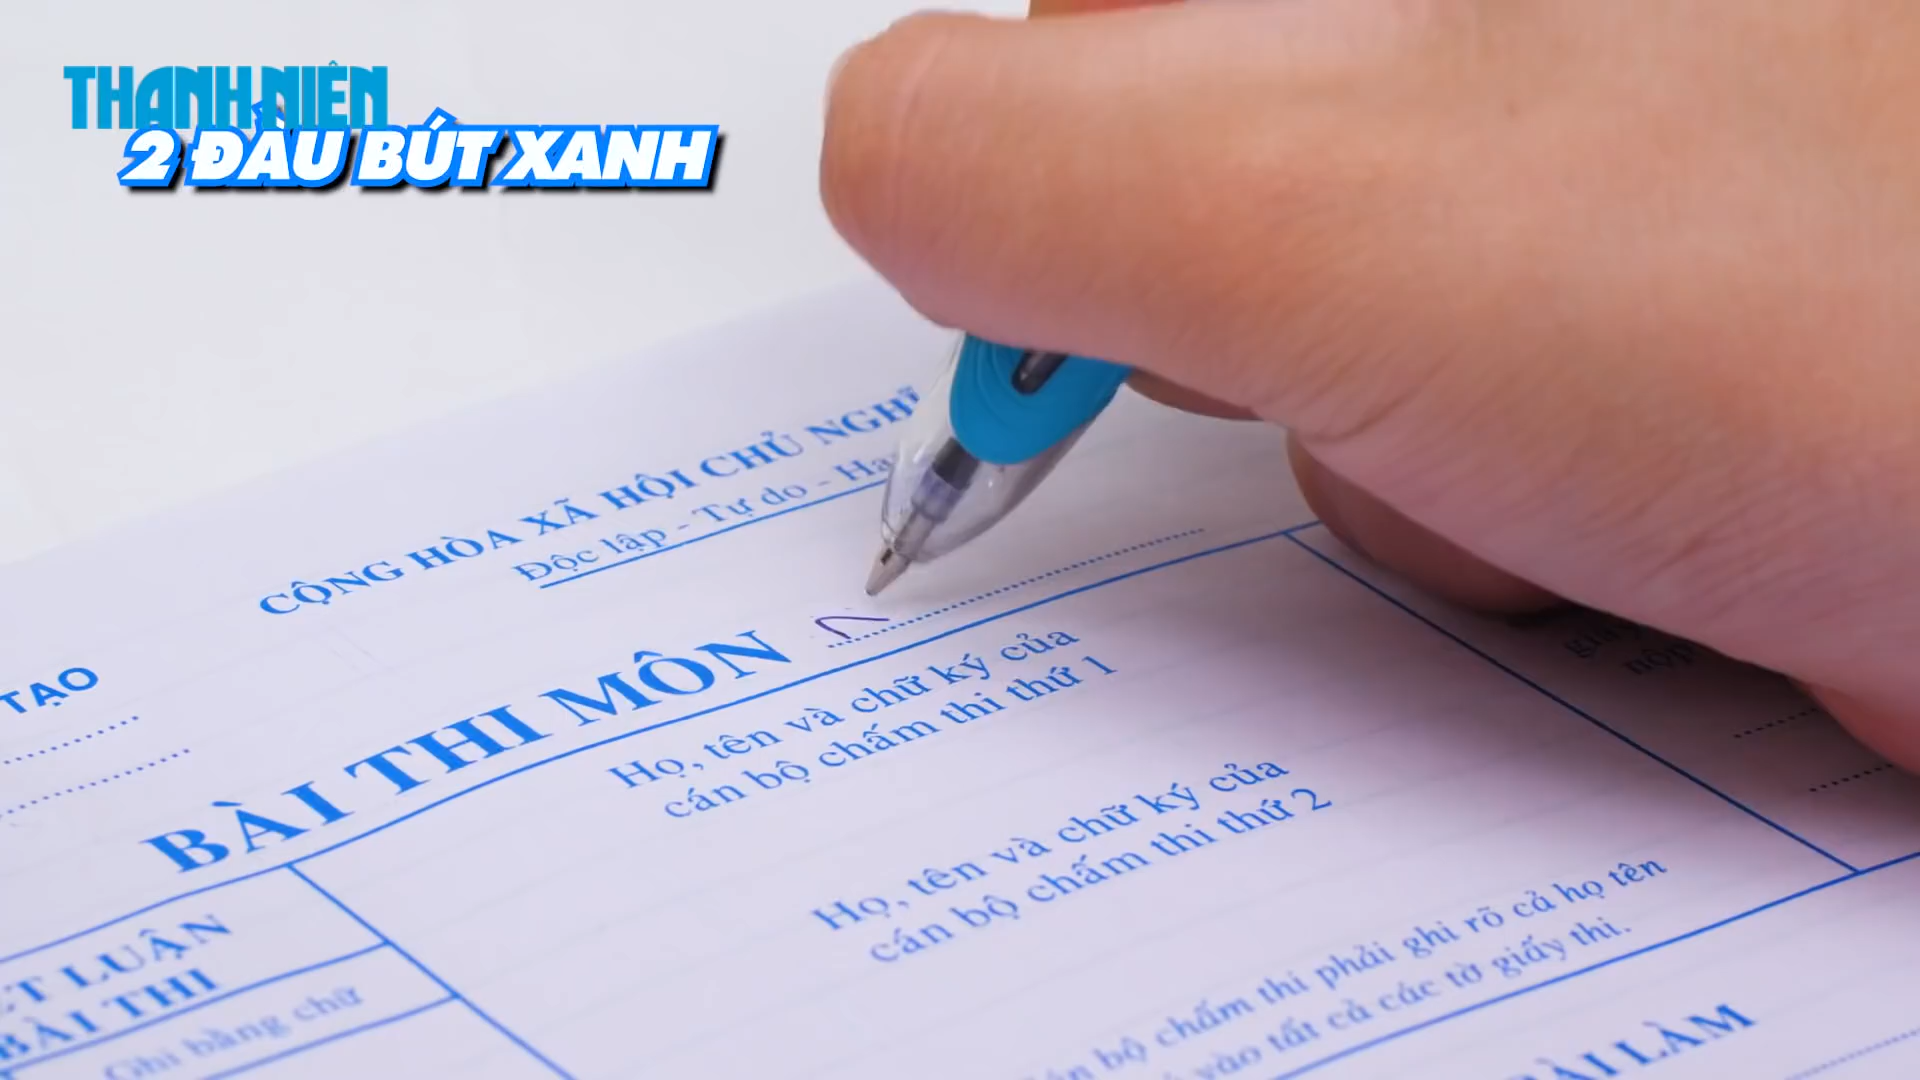 THANH NIÊN
2 ĐẦU BÚT XANH
CỘNG HÒA XÃ HỘI CHỦ NGHĨ
Độc lập - Tự do - Hạ
TẠO
BÀI THI MÔN
Họ, tên và chữ ký của
cán bộ chấm thi thứ 1
Họ, tên và chữ ký của
cán bộ chấm thi thứ 2
ẾT LUẬN
BÀI THI
Ghi bằng chữ
cán bộ chấm thi phải ghi rõ cả họ tên
vào tất cả các tờ giấy thi.
BÀI LÀM